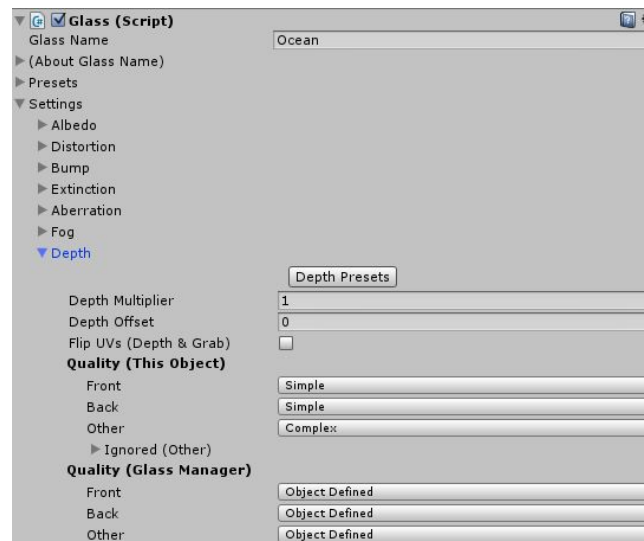 Glass (Script)
Glass Name Ocean
(About Glass Name)
Presets
Settings
Albedo
Distortion
Bump
Extinction
Aberration
Fog
Depth
Depth Presets
Depth Multiplier 1
Depth Offset 0
Flip UVs (Depth & Grab)
Quality (This Object)
Front Simple
Back Simple
Other Complex
Ignored (Other)
Quality (Glass Manager)
Front Object Defined
Back Object Defined
Other Object Defined